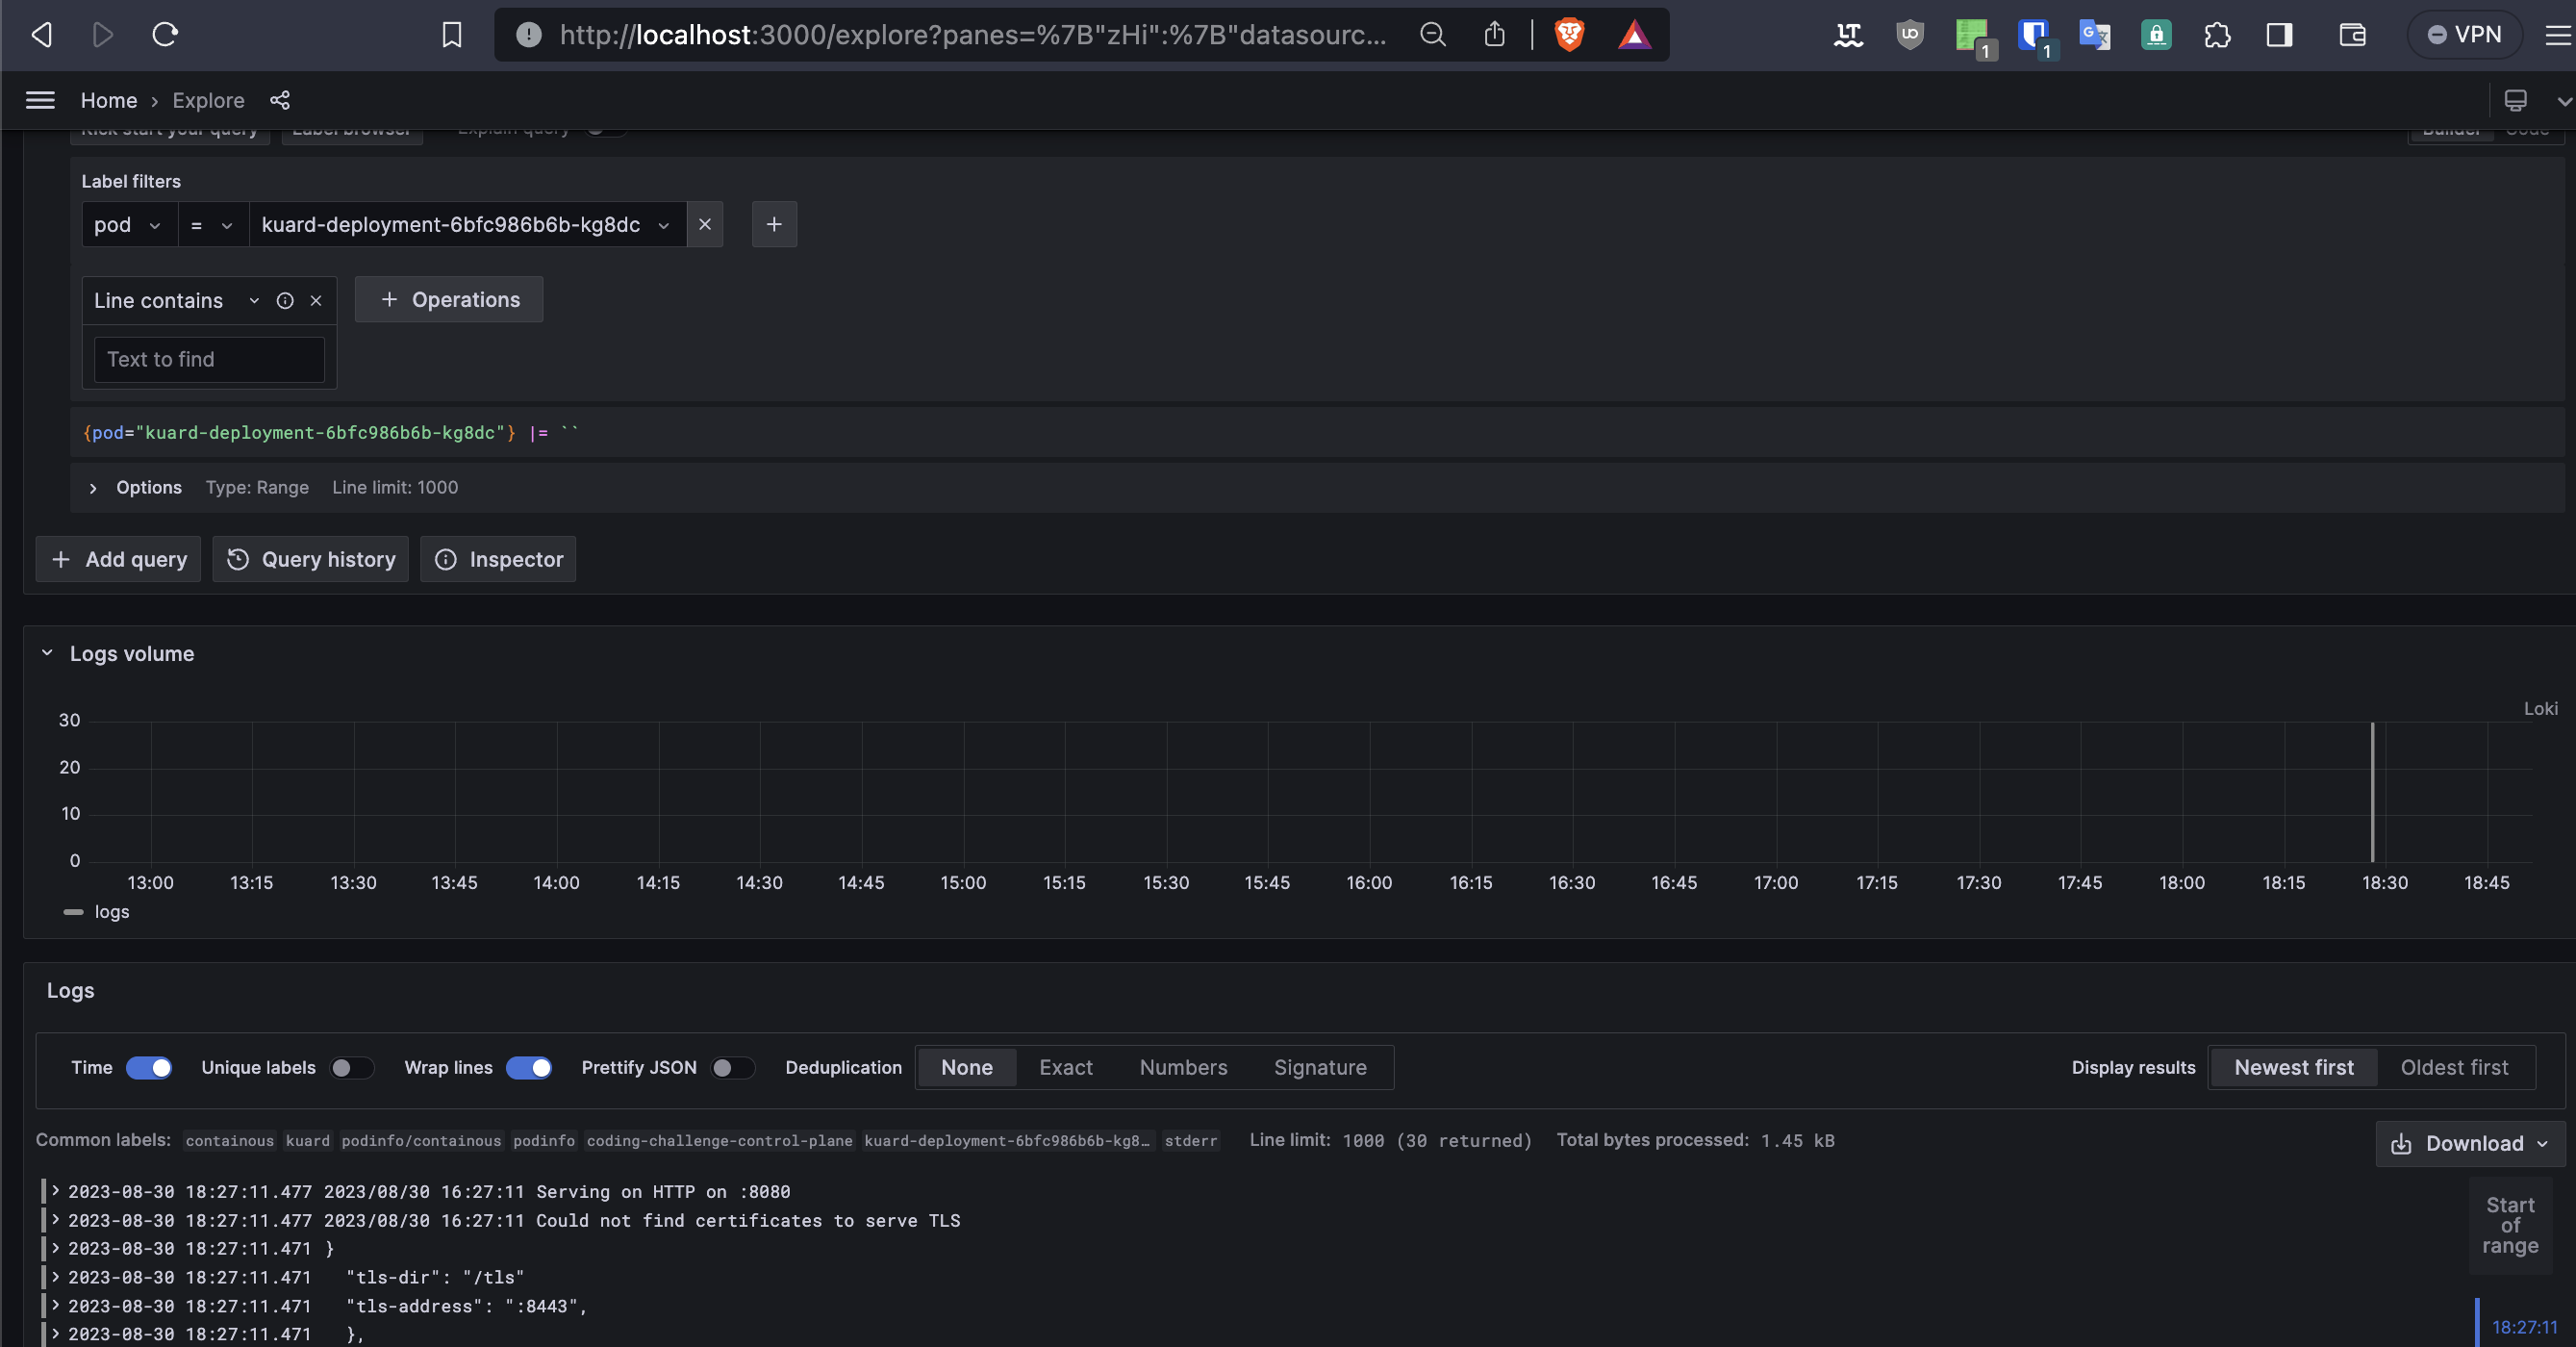 http://localhost:3000/explore?panes=%7B"zHi":%7B"datasourc...
1
1
VPN
Home › Explore
Kick start your query Label browser Explain query Builder Code
Label filters
pod = kuard-deployment-6bfc986b6b-kg8dc
Line contains
+ Operations
Text to find
{pod="kuard-deployment-6bfc986b6b-kg8dc"} |= ``
Options Type: Range Line limit: 1000
+ Add query Query history Inspector
Logs volume
Loki
30
20
10
0
13:00 13:15 13:30 13:45 14:00 14:15 14:30 14:45 15:00 15:15 15:30 15:45 16:00 16:15 16:30 16:45 17:00 17:15 17:30 17:45 18:00 18:15 18:30 18:45
logs
Logs
Time Unique labels Wrap lines Prettify JSON Deduplication None Exact Numbers Signature Display results Newest first Oldest first
Common labels: containous kuard podinfo/containous podinfo coding-challenge-control-plane kuard-deployment-6bfc986b6b-kg8… stderr Line limit: 1000 (30 returned) Total bytes processed: 1.45 kB
Download
2023-08-30 18:27:11.477 2023/08/30 16:27:11 Serving on HTTP on :8080
2023-08-30 18:27:11.477 2023/08/30 16:27:11 Could not find certificates to serve TLS
2023-08-30 18:27:11.471 }
2023-08-30 18:27:11.471 "tls-dir": "/tls"
2023-08-30 18:27:11.471 "tls-address": ":8443",
2023-08-30 18:27:11.471 },
Start
of
range
18:27:11